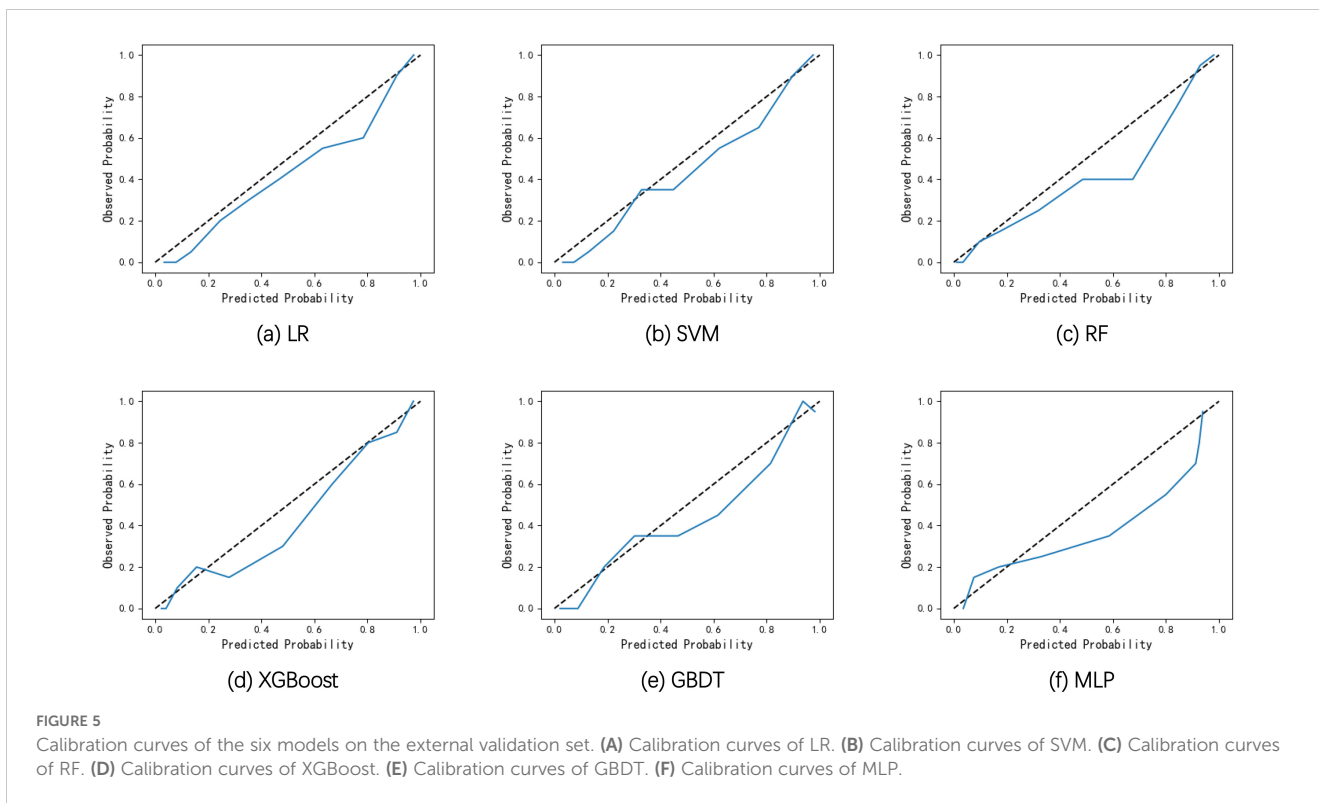 1.0
0.8
0.6
0.4
0.2
0.0
Observed Probability
0.0 0.2 0.4 0.6 0.8 1.0
Predicted Probability
(a) LR
1.0
0.8
0.6
0.4
0.2
0.0
Observed Probability
0.0 0.2 0.4 0.6 0.8 1.0
Predicted Probability
(b) SVM
1.0
0.8
0.6
0.4
0.2
0.0
Observed Probability
0.0 0.2 0.4 0.6 0.8 1.0
Predicted Probability
(c) RF
1.0
0.8
0.6
0.4
0.2
0.0
Observed Probability
0.0 0.2 0.4 0.6 0.8 1.0
Predicted Probability
(d) XGBoost
1.0
0.8
0.6
0.4
0.2
0.0
Observed Probability
0.0 0.2 0.4 0.6 0.8 1.0
Predicted Probability
(e) GBDT
1.0
0.8
0.6
0.4
0.2
0.0
Observed Probability
0.0 0.2 0.4 0.6 0.8 1.0
Predicted Probability
(f) MLP
FIGURE 5
Calibration curves of the six models on the external validation set. (A) Calibration curves of LR. (B) Calibration curves of SVM. (C) Calibration curves
of RF. (D) Calibration curves of XGBoost. (E) Calibration curves of GBDT. (F) Calibration curves of MLP.